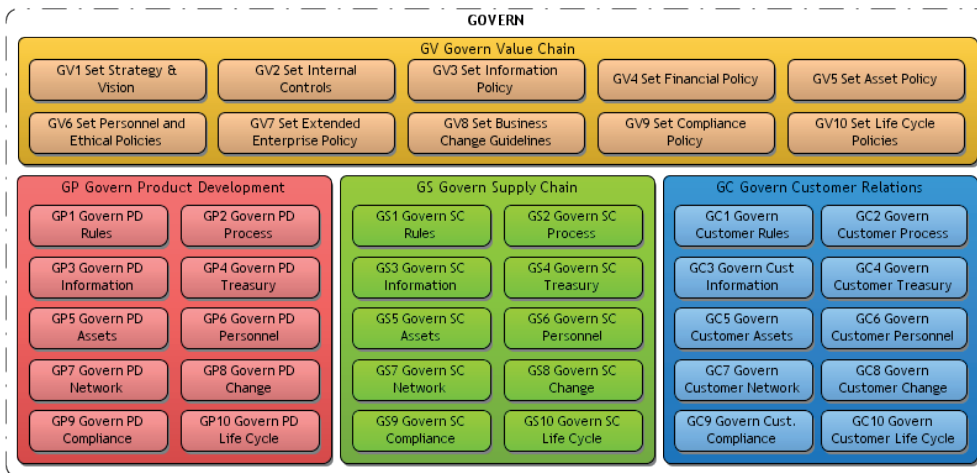 GOVERN
GV Govern Value Chain
GV1 Set Strategy &
Vision
GV2 Set Internal
Controls
GV3 Set Information
Policy
GV4 Set Financial Policy
GV5 Set Asset Policy
GV6 Set Personnel and
Ethical Policies
GV7 Set Extended
Enterprise Policy
GV8 Set Business
Change Guidelines
GV9 Set Compliance
Policy
GV10 Set Life Cycle
Policies
GP Govern Product Development
GP1 Govern PD
Rules
GP2 Govern PD
Process
GP3 Govern PD
Information
GP4 Govern PD
Treasury
GP5 Govern PD
Assets
GP6 Govern PD
Personnel
GP7 Govern PD
Network
GP8 Govern PD
Change
GP9 Govern PD
Compliance
GP10 Govern PD
Life Cycle
GS Govern Supply Chain
GS1 Govern SC
Rules
GS2 Govern SC
Process
GS3 Govern SC
Information
GS4 Govern SC
Treasury
GS5 Govern SC
Assets
GS6 Govern SC
Personnel
GS7 Govern SC
Network
GS8 Govern SC
Change
GS9 Govern SC
Compliance
GS10 Govern SC
Life Cycle
GC Govern Customer Relations
GC1 Govern
Customer Rules
GC2 Govern
Customer Process
GC3 Govern Cust
Information
GC4 Govern
Customer Treasury
GC5 Govern
Customer Assets
GC6 Govern
Customer Personnel
GC7 Govern
Customer Network
GC8 Govern
Customer Change
GC9 Govern Cust.
Compliance
GC10 Govern
Customer Life Cycle